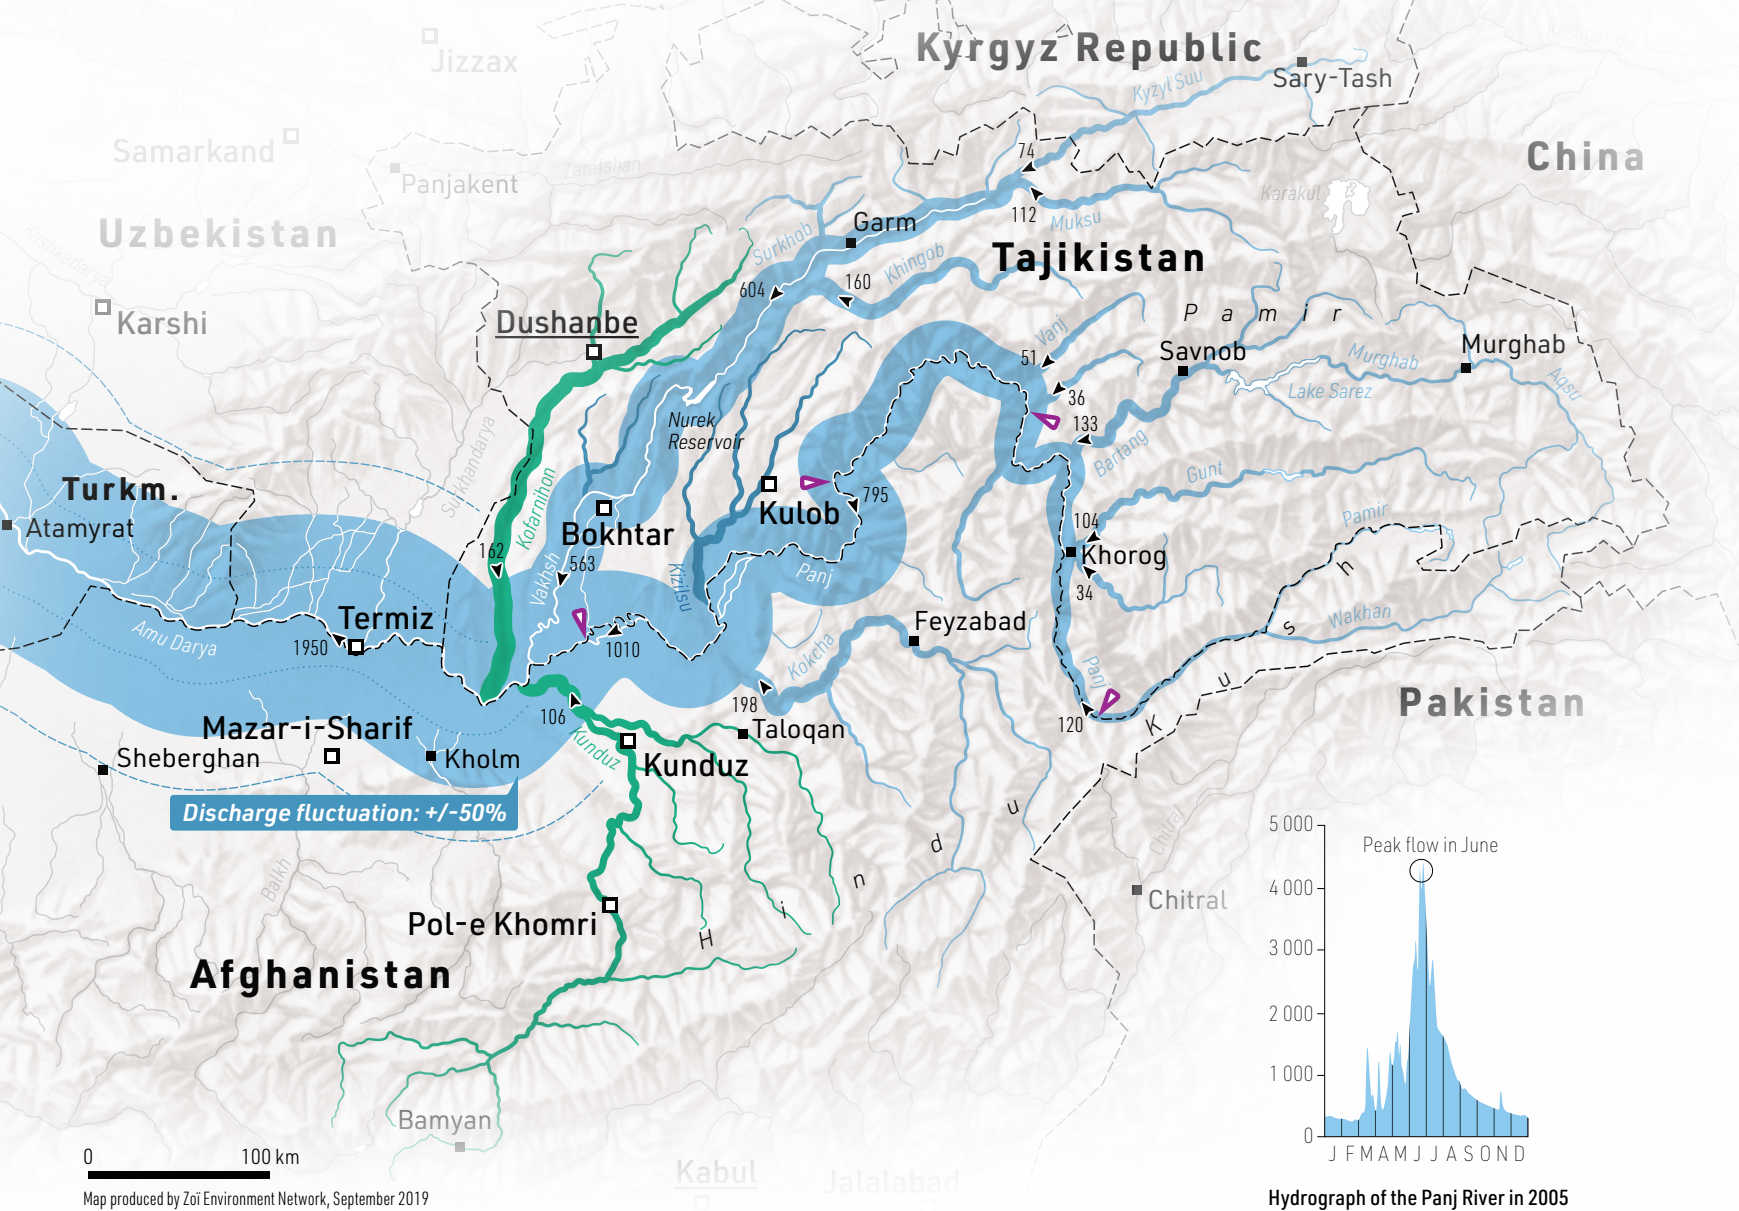 Kyrgyz Republic
Jizzax
Sary-Tash
Kyzyl Suu
Samarkand
Panjakent
Zarafshan
China
74
112
Muksu
Karakul
Uzbekistan
Kashkadarya
Garm
Surkhob
Khingob
Tajikistan
604
160
Karshi
Dushanbe
Pamir
Vanj
51
Savnob
Murghab
Murghab
Lake Sarez
Aqsu
36
133
Bartang
Nurek
Reservoir
Surkhandarya
Kofarnihon
Turkm.
Atamyrat
Kulob
795
Gunt
Bokhtar
104
Khorog
34
Pamir
162
563
Vakhsh
Kizilsu
Panj
Termiz
1950
Amu Darya
1010
Feyzabad
Kokcha
Wakhan
Panj
198
120
Pakistan
106
Kunduz
Mazar-i-Sharif
Sheberghan
Kholm
Taloqan
Kunduz
Discharge fluctuation: +/-50%
Hindu Kush
Balkh
Chitral
Chitral
Pol-e Khomri
Afghanistan
Bamyan
Kabul
Jalalabad
0 100 km
Map produced by Zoï Environment Network, September 2019
5 000
Peak flow in June
4 000
3 000
2 000
1 000
0
J F M A M J J A S O N D
Hydrograph of the Panj River in 2005